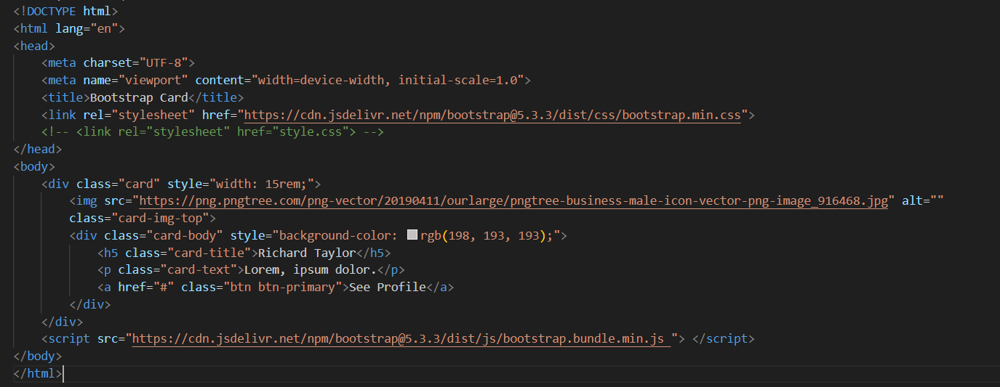 <!DOCTYPE html>
<html lang="en">
<head>
    <meta charset="UTF-8">
    <meta name="viewport" content="width=device-width, initial-scale=1.0">
    <title>Bootstrap Card</title>
    <link rel="stylesheet" href="https://cdn.jsdelivr.net/npm/bootstrap@5.3.3/dist/css/bootstrap.min.css">
    <!-- <link rel="stylesheet" href="style.css"> -->
</head>
<body>
    <div class="card" style="width: 15rem;">
        <img src="https://png.pngtree.com/png-vector/20190411/ourlarge/pngtree-business-male-icon-vector-png-image_916468.jpg" alt=""
        class="card-img-top">
        <div class="card-body" style="background-color: rgb(198, 193, 193);">
            <h5 class="card-title">Richard Taylor</h5>
            <p class="card-text">Lorem, ipsum dolor.</p>
            <a href="#" class="btn btn-primary">See Profile</a>
        </div>
    </div>
    <script src="https://cdn.jsdelivr.net/npm/bootstrap@5.3.3/dist/js/bootstrap.bundle.min.js "> </script>
</body>
</html>